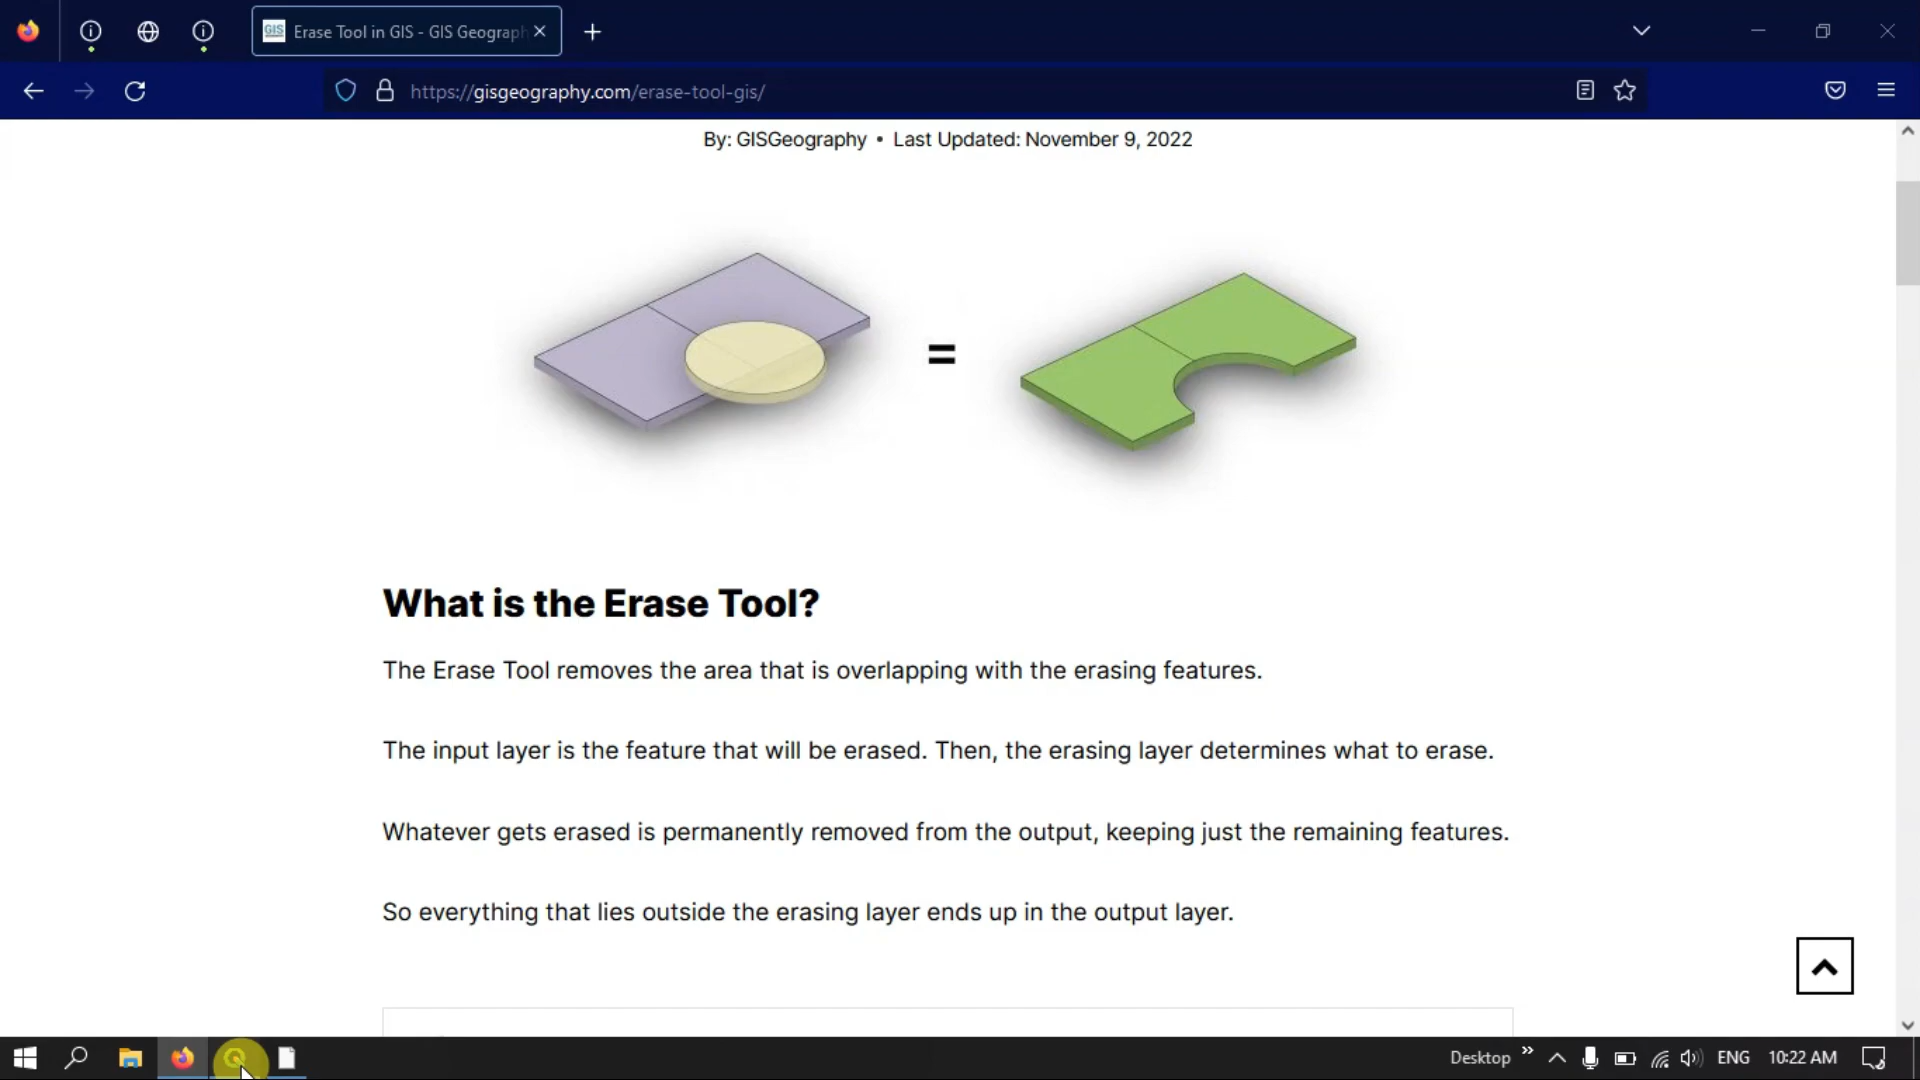 GIS Erase Tool in GIS - GIS Geograph
https://gisgeography.com/erase-tool-gis/
By: GISGeography • Last Updated: November 9, 2022
=
What is the Erase Tool?
The Erase Tool removes the area that is overlapping with the erasing features.
The input layer is the feature that will be erased. Then, the erasing layer determines what to erase.
Whatever gets erased is permanently removed from the output, keeping just the remaining features.
So everything that lies outside the erasing layer ends up in the output layer.
Desktop » ENG 10:22 AM